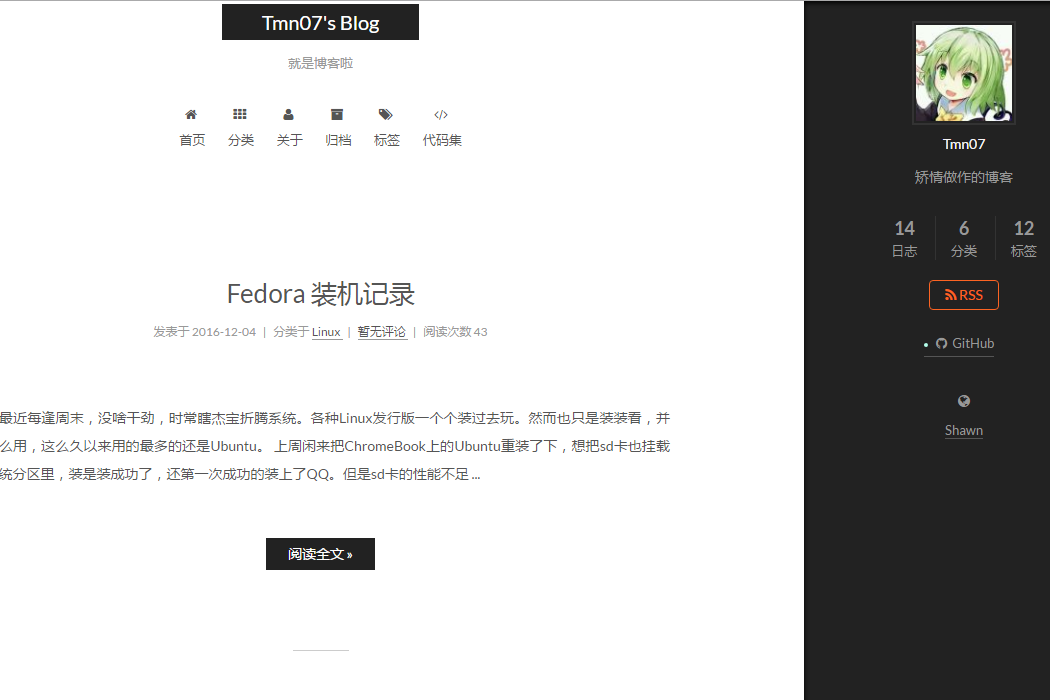 Tmn07's Blog
就是博客啦
首页 分类 关于 归档 标签 代码集
Fedora 装机记录
发表于 2016-12-04 | 分类于 Linux | 暂无评论 | 阅读次数 43
最近每逢周末，没啥干劲，时常瞎杰宝折腾系统。各种Linux发行版一个个装过去玩。然而也只是装装看，并
么用，这么久以来用的最多的还是Ubuntu。 上周闲来把ChromeBook上的Ubuntu重装了下，想把sd卡也挂载
统分区里，装是装成功了，还第一次成功的装上了QQ。但是sd卡的性能不足 ...
阅读全文 »
Tmn07
矫情做作的博客
14 6 12
日志 分类 标签
RSS
GitHub
Shawn